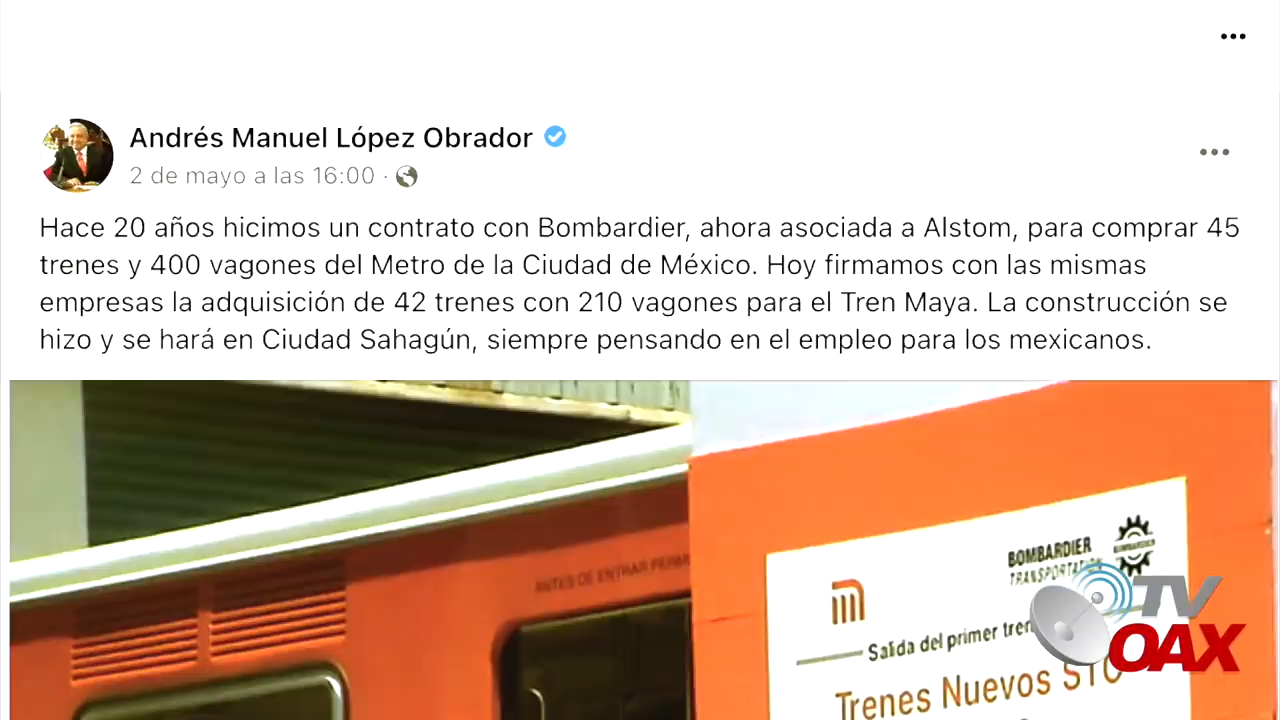 Andrés Manuel López Obrador
2 de mayo a las 16:00 ·
Hace 20 años hicimos un contrato con Bombardier, ahora asociada a Alstom, para comprar 45
trenes y 400 vagones del Metro de la Ciudad de México. Hoy firmamos con las mismas
empresas la adquisición de 42 trenes con 210 vagones para el Tren Maya. La construcción se
hizo y se hará en Ciudad Sahagún, siempre pensando en el empleo para los mexicanos.
ANTES DE ENTRAR PERM
BOMBARDIER
TRANSPORTATION
BOMBARDIER
Salida del primer tren
Trenes Nuevos STC
TV
OAX